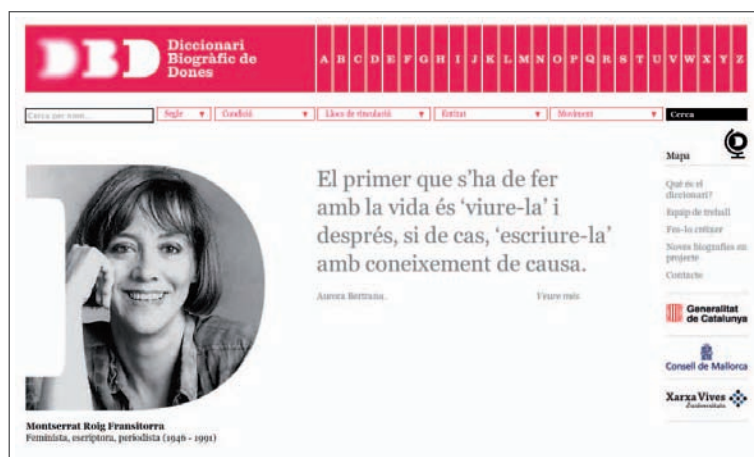 DBD
Diccionari
Biogràfic de
Dones
A B C D E F G H I J K L M N O P Q R S T U V W X Y Z
Cerca per nom...
Segle
Condició
Llocs de vinculació
Entitat
Moviment
Cerca
Mapa
El primer que s’ha de fer
amb la vida és ‘viure-la’ i
després, si de cas, ‘escriure-la’
amb coneixement de causa.
Aurora Bertrana.
Veure més
Què és el
diccionari?
Equip de treball
Fes-lo créixer
Noves biografies en
projecte
Contacte
Generalitat
de Catalunya
Consell de Mallorca
Xarxa Vives
Montserrat Roig Fransitorra
Feminista, escriptora, periodista (1946 - 1991)